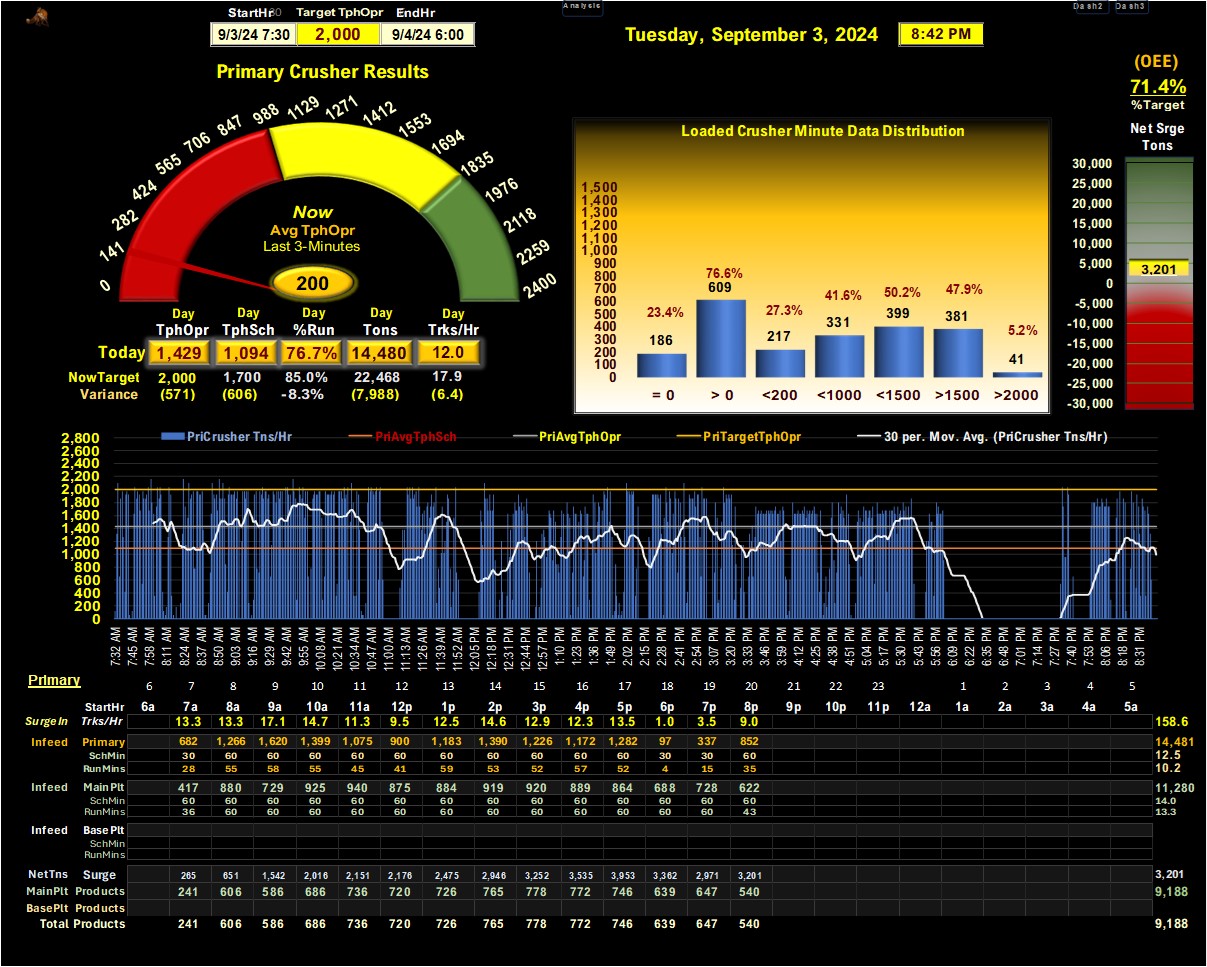 Analysis
Dash2 Dash3
StartHr30 Target TphOpr EndHr
9/3/24 7:30 2,000 9/4/24 6:00
Tuesday, September 3, 2024 8:42 PM
(OEE)
71.4%
%Target
Net Srge
Tons
30,000
25,000
20,000
15,000
10,000
5,000
3,201
0
-5,000
-10,000
-15,000
-20,000
-25,000
-30,000
Primary Crusher Results
0 141 282 424 565 706 847 988 1129 1271 1412 1553 1694 1835 1976 2118 2259 2400
Now
Avg TphOpr
Last 3-Minutes
200
Day Day Day Day Day
TphOpr TphSch %Run Tons Trks/Hr
Today 1,429 1,094 76.7% 14,480 12.0
NowTarget 2,000 1,700 85.0% 22,468 17.9
Variance (571) (606) -8.3% (7,988) (6.4)
Loaded Crusher Minute Data Distribution
1,500
1,400
1,300
1,200
1,100
1,000
900
800
700
600
500
400
300
200
100
0
23.4% 76.6% 27.3% 41.6% 50.2% 47.9% 5.2%
186 609 217 331 399 381 41
= 0 > 0 <200 <1000 <1500 >1500 >2000
PriCrusher Tns/Hr PriAvgTphSch PriAvgTphOpr PriTargetTphOpr 30 per. Mov. Avg. (PriCrusher Tns/Hr)
2,800
2,600
2,400
2,200
2,000
1,800
1,600
1,400
1,200
1,000
800
600
400
200
0
7:32 AM 7:45 AM 7:58 AM 8:11 AM 8:24 AM 8:37 AM 8:50 AM 9:03 AM 9:16 AM 9:29 AM 9:42 AM 9:55 AM 10:08 AM 10:21 AM 10:34 AM 10:47 AM 11:00 AM 11:13 AM 11:26 AM 11:39 AM 11:52 AM 12:05 PM 12:18 PM 12:31 PM 12:44 PM 12:57 PM 1:10 PM 1:23 PM 1:36 PM 1:49 PM 2:02 PM 2:15 PM 2:28 PM 2:41 PM 2:54 PM 3:07 PM 3:20 PM 3:33 PM 3:46 PM 3:59 PM 4:12 PM 4:25 PM 4:38 PM 4:51 PM 5:04 PM 5:17 PM 5:30 PM 5:43 PM 5:56 PM 6:09 PM 6:22 PM 6:35 PM 6:48 PM 7:01 PM 7:14 PM 7:27 PM 7:40 PM 7:53 PM 8:06 PM 8:18 PM 8:31 PM
Primary 6 7 8 9 10 11 12 13 14 15 16 17 18 19 20 21 22 23 1 2 3 4 5
StartHr 6a 7a 8a 9a 10a 11a 12p 1p 2p 3p 4p 5p 6p 7p 8p 9p 10p 11p 12a 1a 2a 3a 4a 5a
SurgeIn Trks/Hr 13.3 13.3 17.1 14.7 11.3 9.5 12.5 14.6 12.9 12.3 13.5 1.0 3.5 9.0 158.6
Infeed Primary 682 1,266 1,620 1,399 1,075 900 1,183 1,390 1,226 1,172 1,282 97 337 852 14,481
SchMin 30 60 60 60 60 60 60 60 60 60 60 30 30 60 12.5
RunMins 28 55 58 55 45 41 59 53 52 57 52 4 15 35 10.2
Infeed MainPlt 417 880 729 925 940 875 884 919 920 889 864 688 728 622 11,280
SchMin 60 60 60 60 60 60 60 60 60 60 60 60 60 60 14.0
RunMins 36 60 60 60 60 60 60 60 60 60 60 60 60 43 13.3
Infeed BasePlt
SchMin
RunMins
NetTns Surge 265 651 1,542 2,016 2,151 2,176 2,475 2,946 3,252 3,535 3,953 3,362 2,971 3,201 3,201
MainPlt Products 241 606 586 686 736 720 726 765 778 772 746 639 647 540 9,188
BasePlt Products
Total Products 241 606 586 686 736 720 726 765 778 772 746 639 647 540 9,188